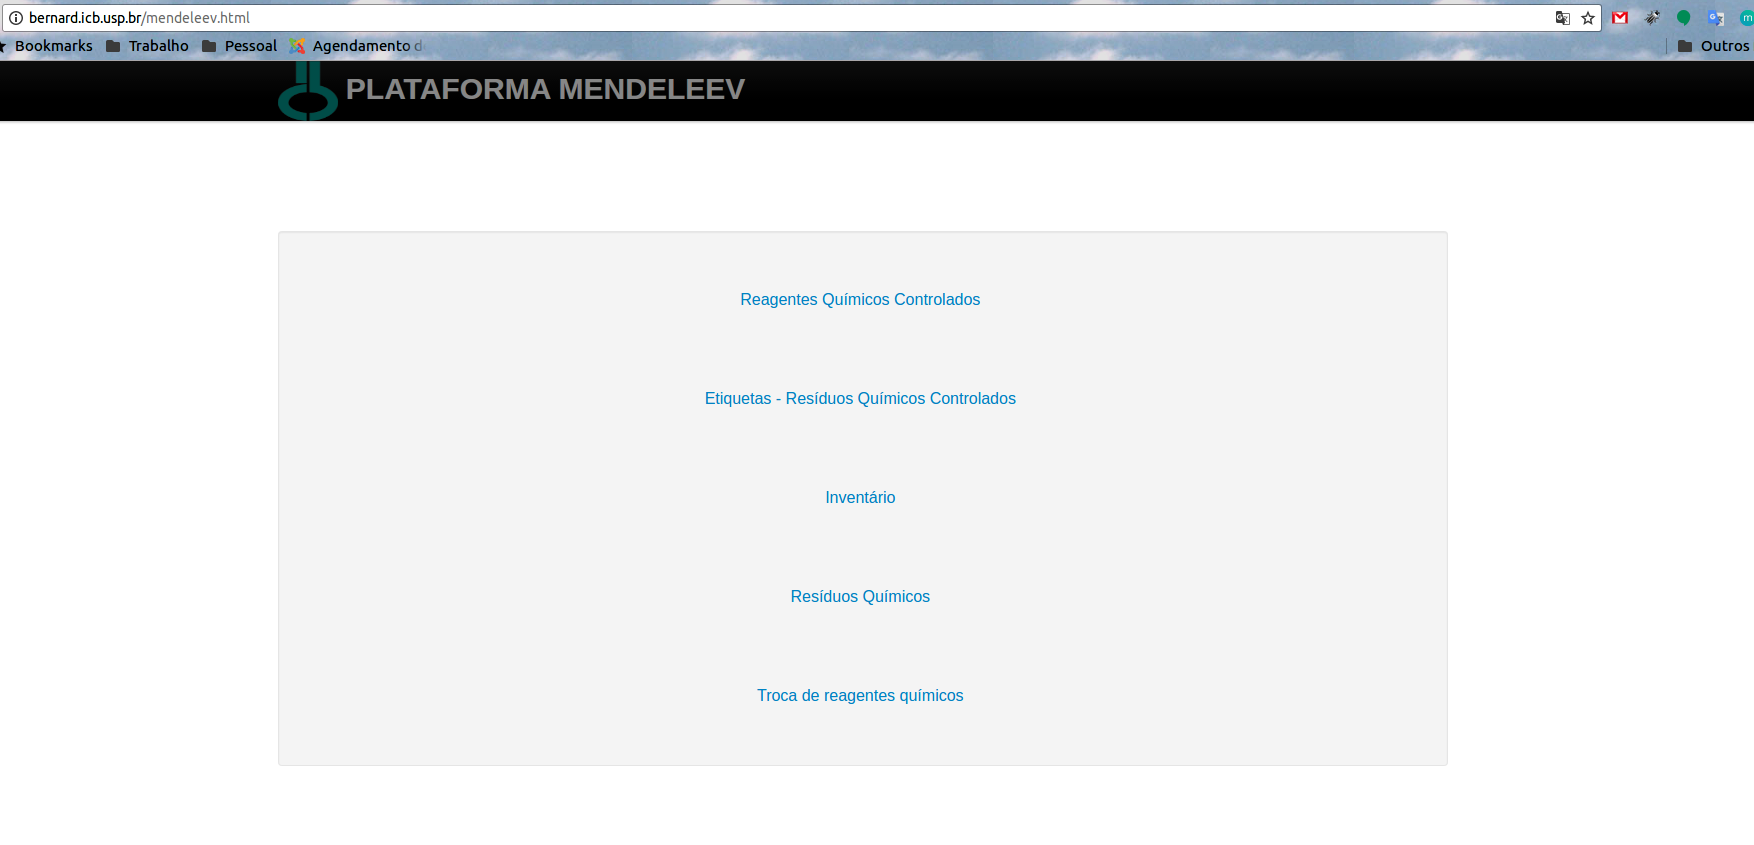 bernard.icb.usp.br/mendeleev.html
Bookmarks Trabalho Pessoal Agendamento Outros
PLATAFORMA MENDELEEV
Reagentes Químicos Controlados
Etiquetas - Resíduos Químicos Controlados
Inventário
Resíduos Químicos
Troca de reagentes químicos